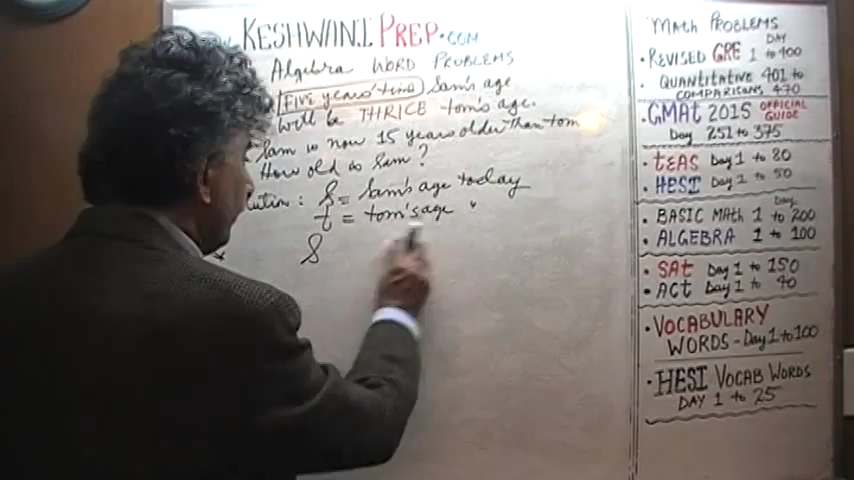 KESHWANI PREP.COM
Algebra WORD PROBLEMS
FIVE years' time Sam's age
will be THRICE tom's age.
Sam is now 15 years older than tom
How old is Sam?
ution: S = Sam's age today
t = tom's age "
S
MATH PROBLEMS
DAY
• REVISED GRE 1 to 400
• QUANTITATIVE 401 to
COMPARISONS 470
• GMAT 2015 OFFICIAL GUIDE
Day 251 to 375
• TEAS Day 1 to 80
• HESI Day 1 to 50
Day
• BASIC MATH 1 to 200
• ALGEBRA 1 to 100
• SAT Day 1 to 150
• ACT Day 1 to 40
• VOCABULARY
WORDS - Day 1 to 100
• HESI VOCAB WORDS
DAY 1 to 25